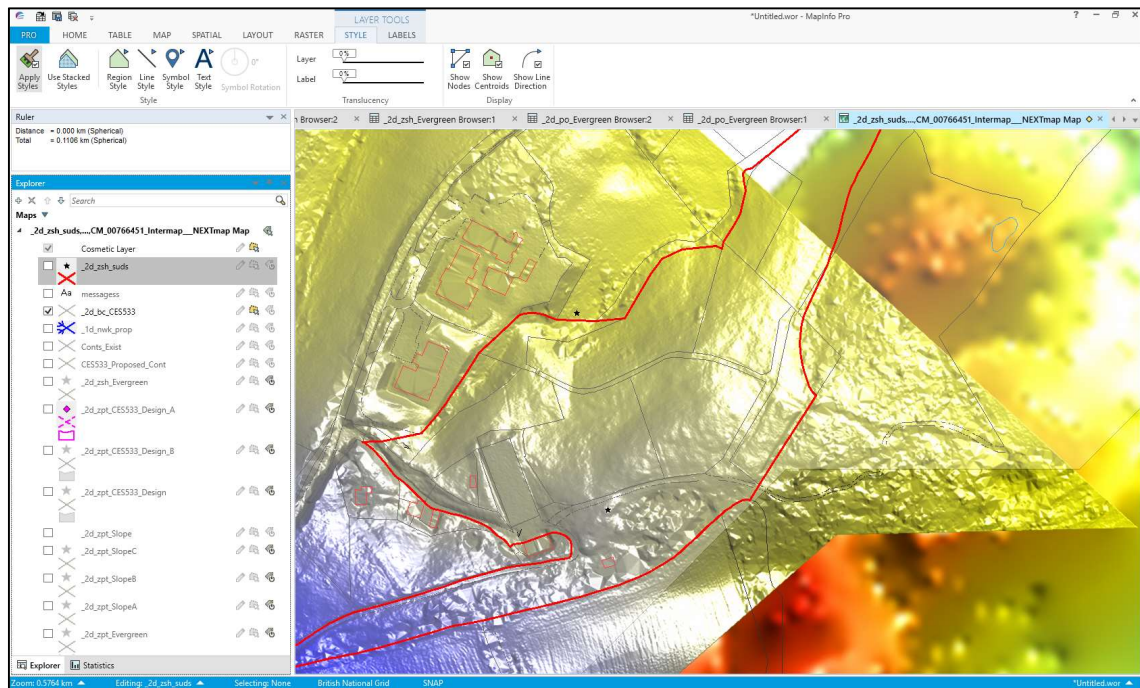 LAYER TOOLS
*Untitled.wor - MapInfo Pro
PRO HOME TABLE MAP SPATIAL LAYOUT RASTER STYLE LABELS
Apply Styles
Use Stacked Styles
Region Style
Line Style
Symbol Style
Text Style
Symbol Rotation
0°
Style
Layer 0%
Label 0%
Translucency
Show Nodes
Show Centroids
Show Line Direction
Display
Ruler
Distance = 0.000 km (Spherical)
Total = 0.1106 km (Spherical)
n Browser:2
_2d_zsh_Evergreen Browser:1
_2d_po_Evergreen Browser:2
_2d_po_Evergreen Browser:1
_2d_zsh_suds,...,CM_00766451_Intermap__NEXTmap Map
Explorer
Search
Maps
_2d_zsh_suds,...,CM_00766451_Intermap__NEXTmap Map
Cosmetic Layer
_2d_zsh_suds
Aa messagess
_2d_bc_CES533
_1d_nwk_prop
Conts_Exist
CES533_Proposed_Cont
_2d_zsh_Evergreen
_2d_zpt_CES533_Design_A
_2d_zpt_CES533_Design_B
_2d_zpt_CES533_Design
_2d_zpt_Slope
_2d_zpt_SlopeC
_2d_zpt_SlopeB
_2d_zpt_SlopeA
_2d_zpt_Evergreen
Explorer Statistics
Zoom: 0.5764 km Editing: _2d_zsh_suds Selecting: None British National Grid SNAP *Untitled.wor